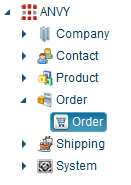 ANVY
Company
Contact
Product
Order
Order
Shipping
System